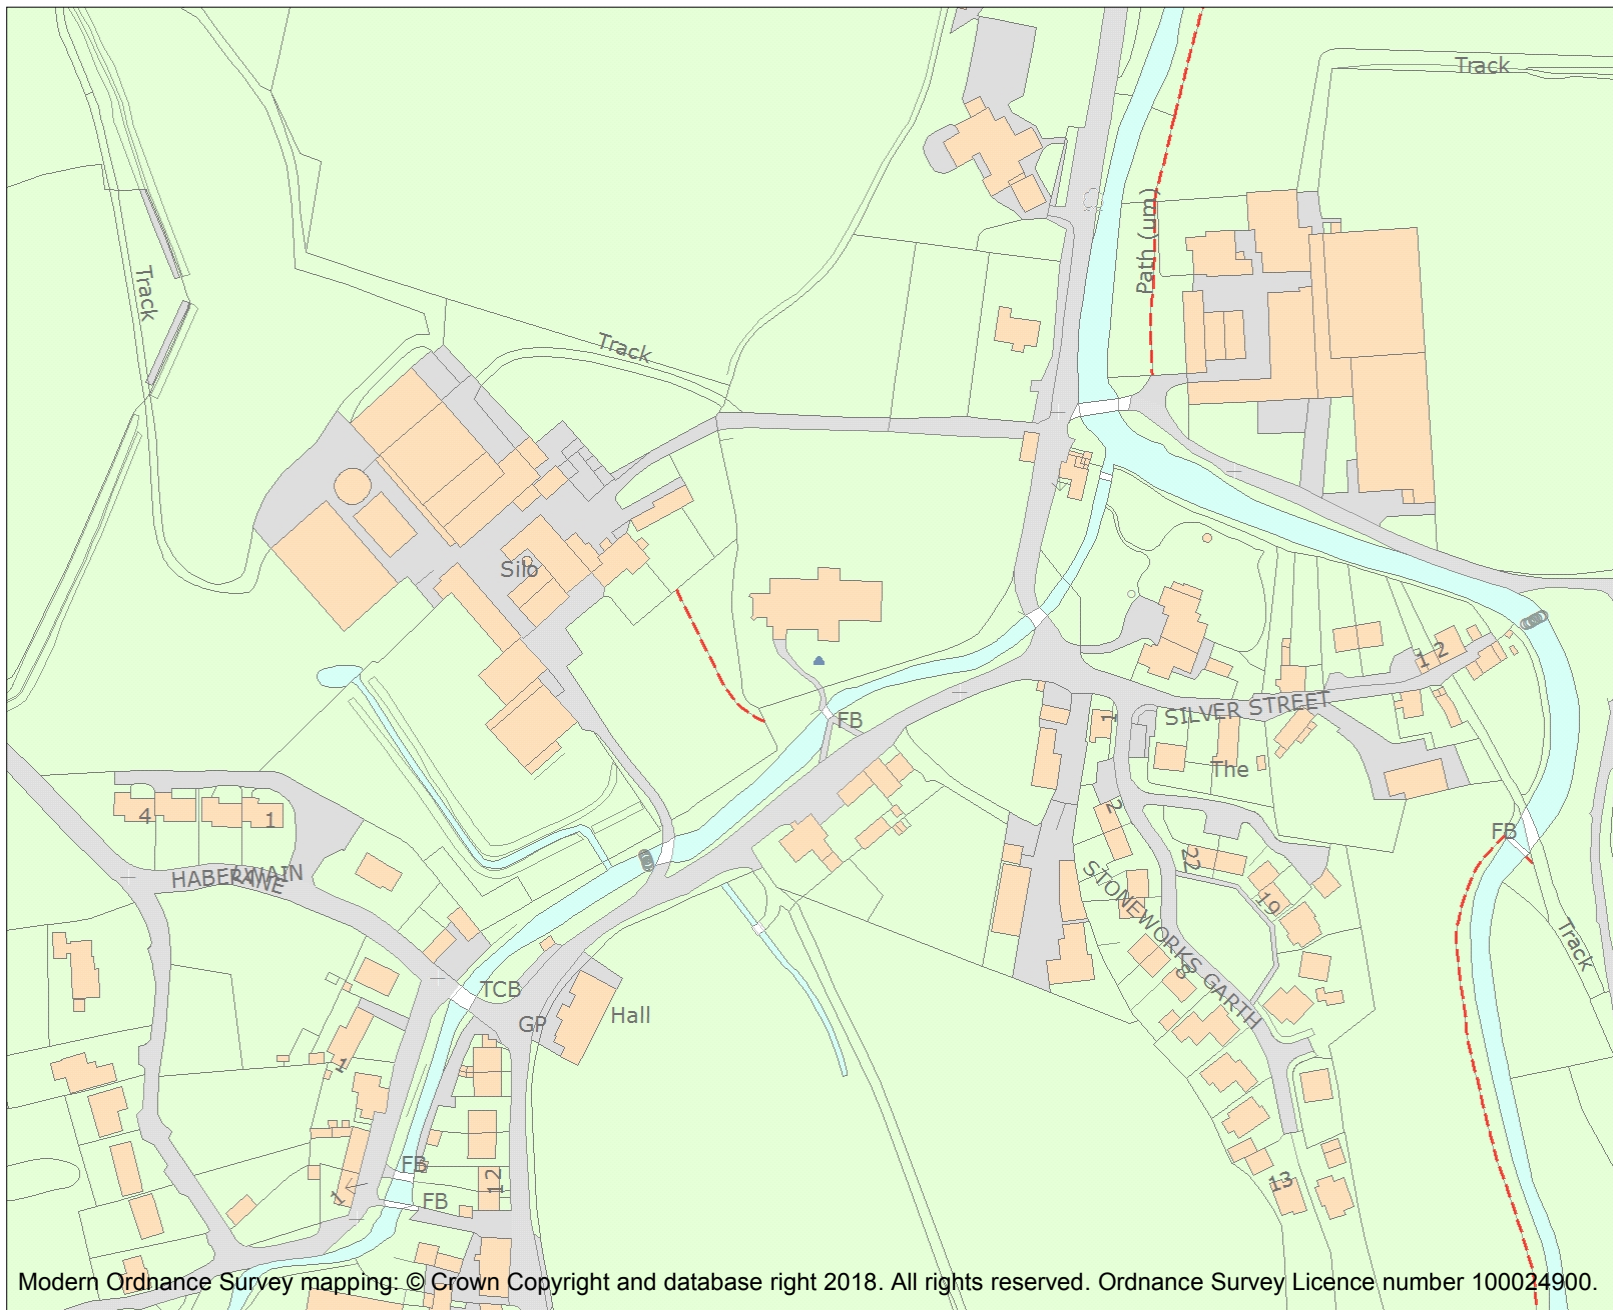 Track
Path (um)
Track
Track
Silo
1 2
FB
SILVER STREET
1
The
4
1
2
FB
HABERWAIN
LANE
22
STONEWORKS GARTH
19
Track
8
TCB
GP
Hall
1
FB
1
FB
12
13
Modern Ordnance Survey mapping: © Crown Copyright and database right 2018. All rights reserved. Ordnance Survey Licence number 100024900.